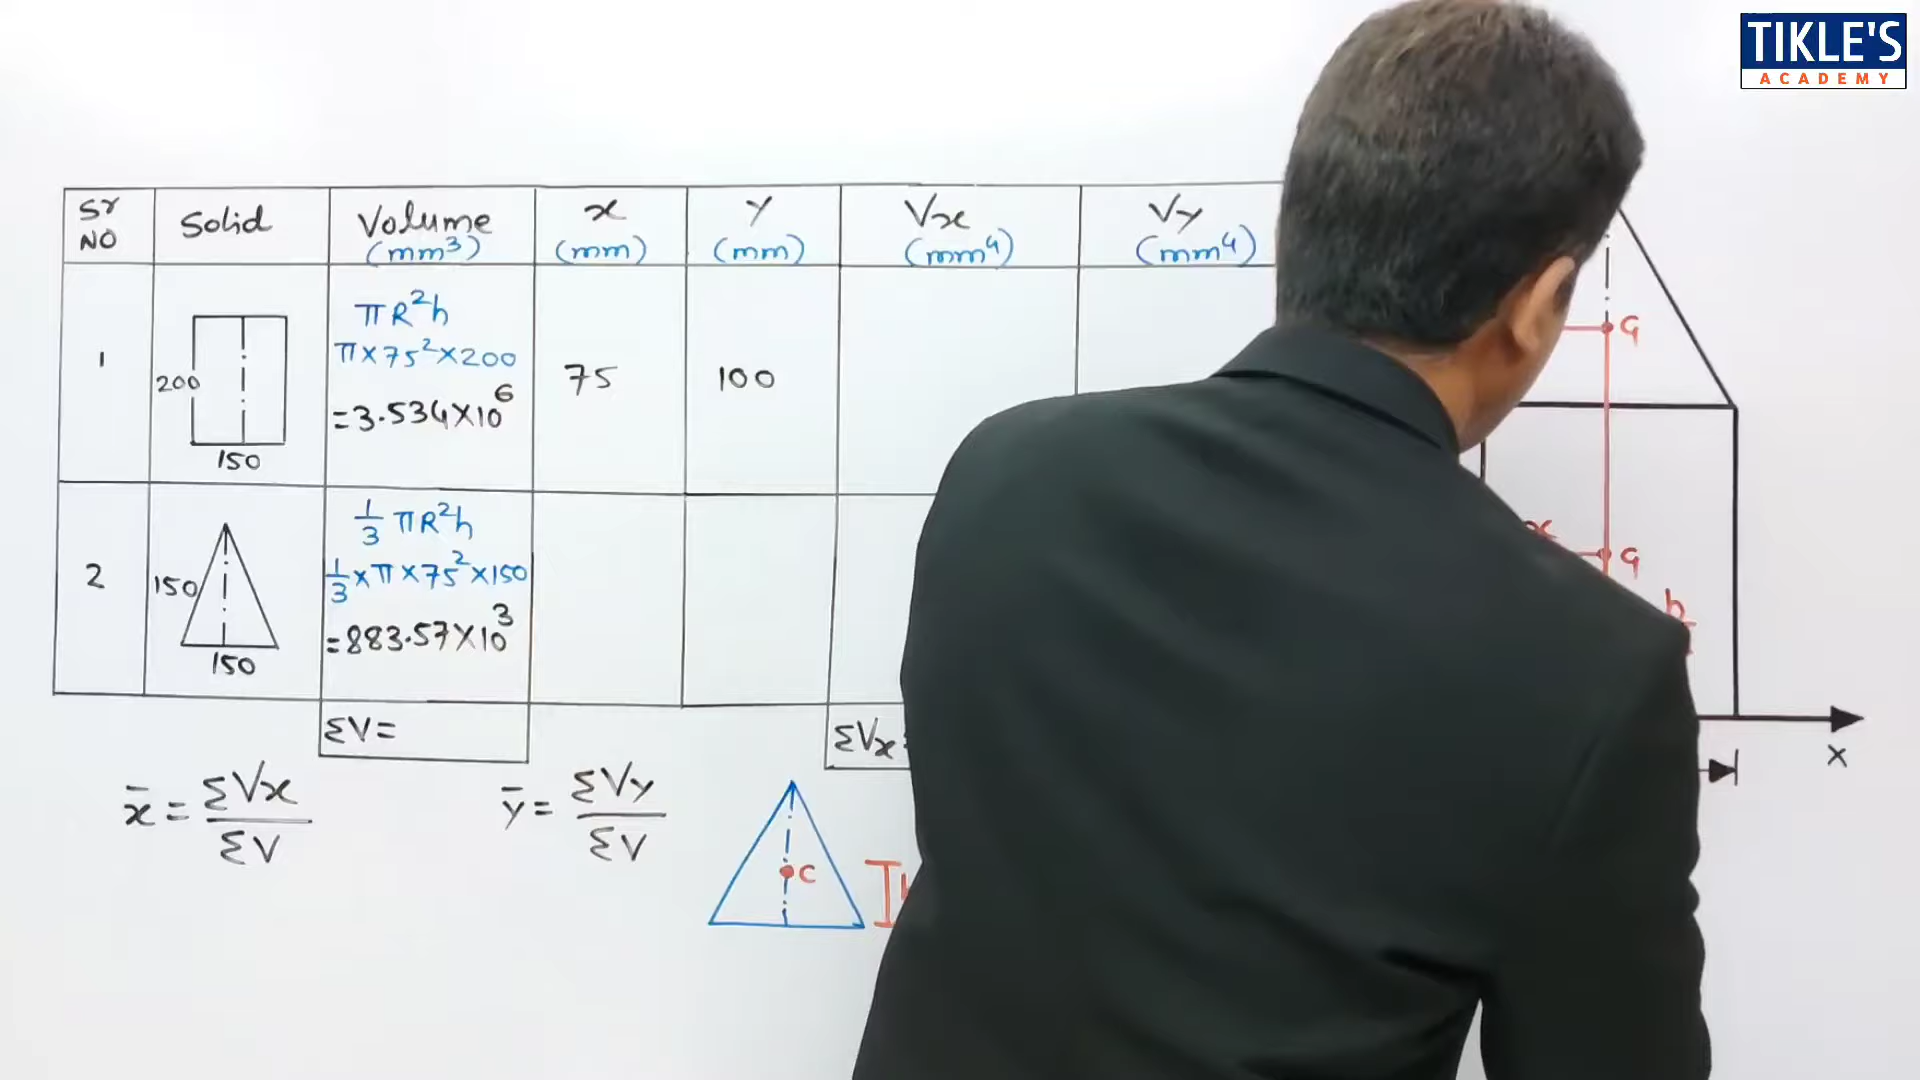 TIKLE'S
ACADEMY
Sr NO
Solid
Volume (mm³)
x (mm)
y (mm)
Vx (mm⁴)
Vy (mm⁴)
1
200
150
πR²h
π×75²×200
=3.534×10⁶
75
100
2
150
150
1/3 πR²h
1/3×π×75²×150
=883.57×10³
ΣV=
ΣVx
x̄ = ΣVx/ΣV
ȳ = ΣVy/ΣV
C
G
x
G
h
x